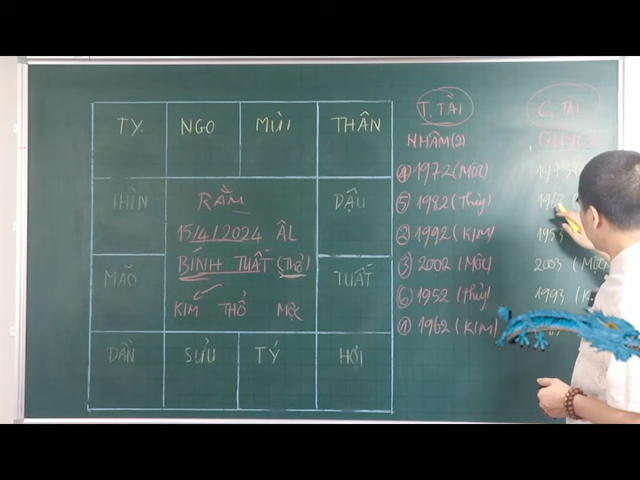 TỴ. NGO MÙI THÂN
THÌN DẬU
RẰM
15/4/2024 ÂL
BÍNH TUẤT (Thổ)
KIM THỔ MỘC
MÃO TUẤT
DẦN SỬU TÝ HỢI
T. TÀI
NHÂM(2)
④ 1972 (MỘC)
⑤ 1982 (Thủy)
② 1992 (KIM)
③ 2002 (MỘC)
⑥ 1952 (Thủy)
① 1962 (KIM)
C. TÀI
1953
2003 (MỘC)
1993